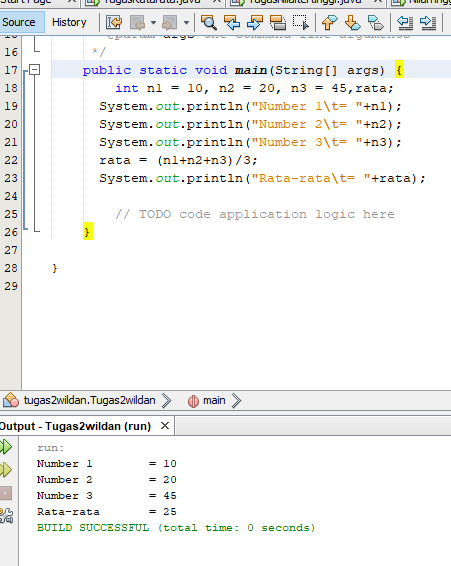 Source History
15
16 */
17 public static void main(String[] args) {
18 int n1 = 10, n2 = 20, n3 = 45,rata;
19 System.out.println("Number 1\t= "+n1);
20 System.out.println("Number 2\t= "+n2);
21 System.out.println("Number 3\t= "+n3);
22 rata = (n1+n2+n3)/3;
23 System.out.println("Rata-rata\t= "+rata);
24
25 // TODO code application logic here
26 }
27
28 }
29
tugas2wildan.Tugas2wildan main
Output - Tugas2wildan (run) ×
run:
Number 1 = 10
Number 2 = 20
Number 3 = 45
Rata-rata = 25
BUILD SUCCESSFUL (total time: 0 seconds)